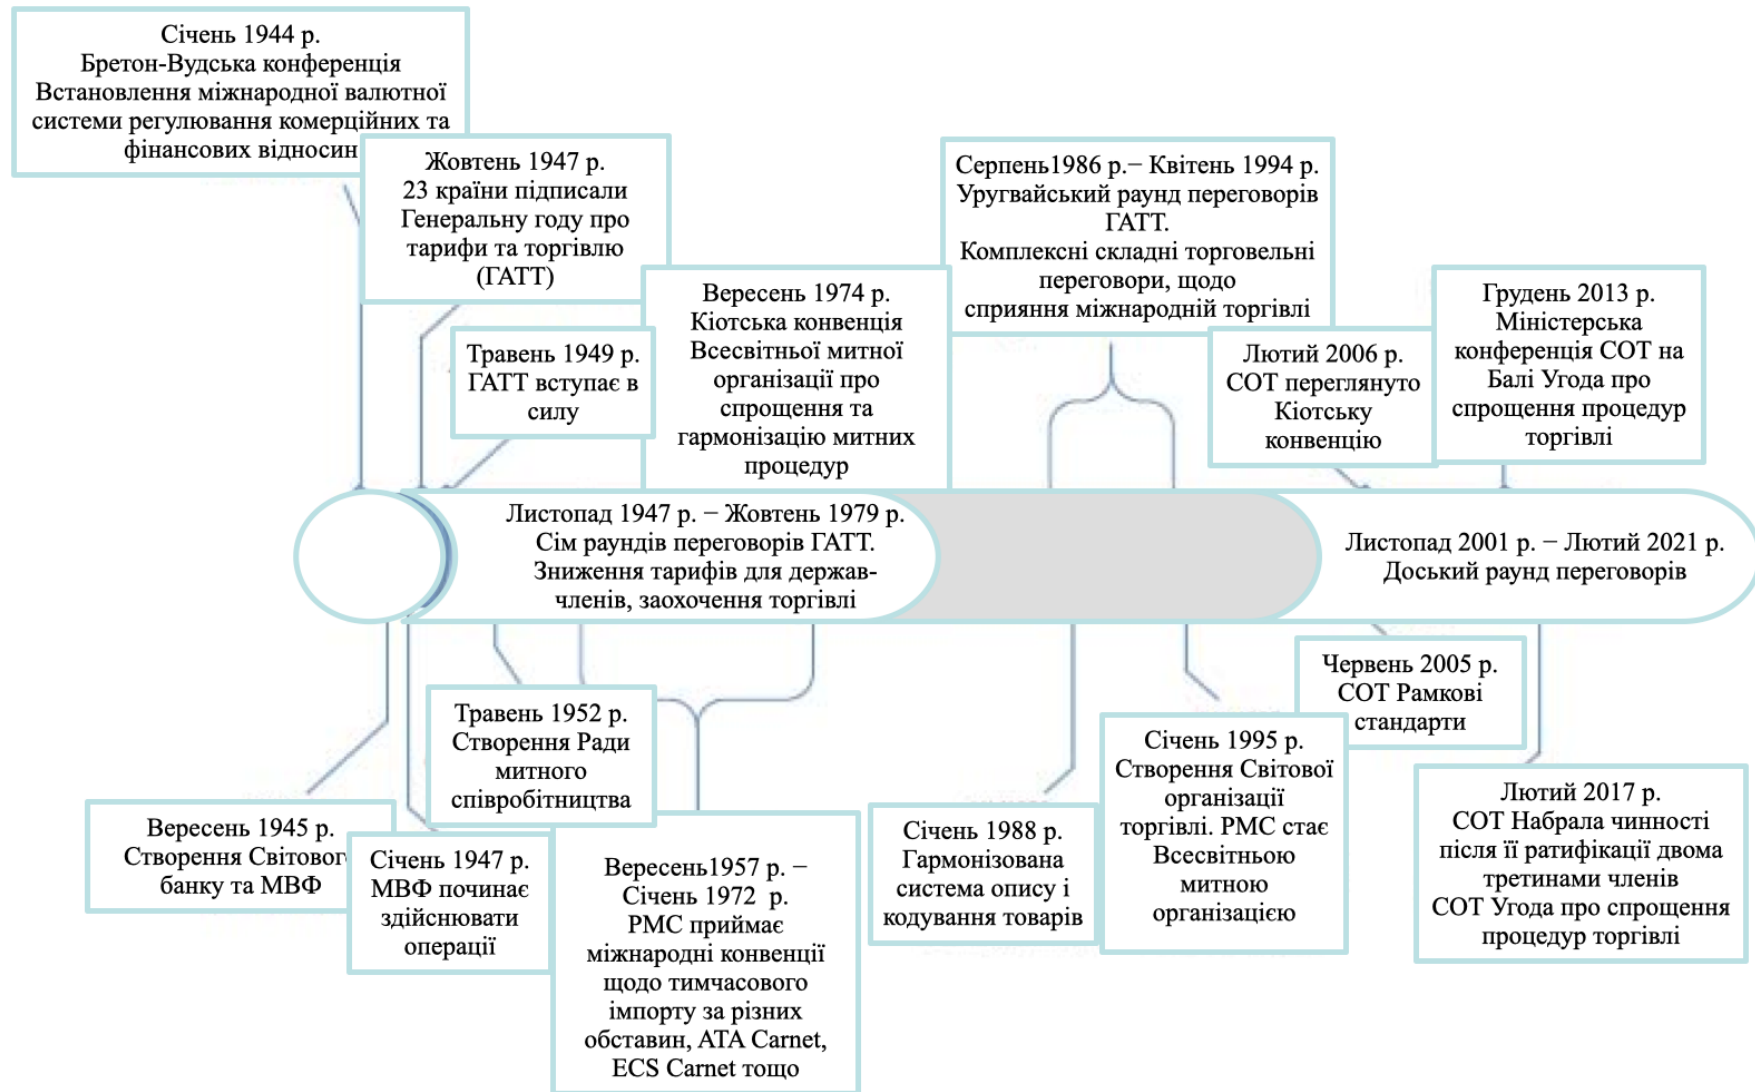 Січень 1944 р.
Бретон-Вудська конференція
Встановлення міжнародної валютної
системи регулювання комерційних та
фінансових відносин
Жовтень 1947 р.
23 країни підписали
Генеральну году про
тарифи та торгівлю
(ГАТТ)
Травень 1949 р.
ГАТТ вступає в
силу
Вересень 1974 р.
Кіотська конвенція
Всесвітньої митної
організації про
спрощення та
гармонізацію митних
процедур
Серпень1986 р.− Квітень 1994 р.
Уругвайський раунд переговорів
ГАТТ.
Комплексні складні торговельні
переговори, щодо
сприяння міжнародній торгівлі
Лютий 2006 р.
СОТ переглянуто
Кіотську
конвенцію
Грудень 2013 р.
Міністерська
конференція СОТ на
Балі Угода про
спрощення процедур
торгівлі
Листопад 1947 р. − Жовтень 1979 р.
Сім раундів переговорів ГАТТ.
Зниження тарифів для держав-
членів, заохочення торгівлі
Листопад 2001 р. − Лютий 2021 р.
Доський раунд переговорів
Вересень 1945 р.
Створення Світового
банку та МВФ
Січень 1947 р.
МВФ починає
здійснювати
операції
Травень 1952 р.
Створення Ради
митного
співробітництва
Вересень1957 р. −
Січень 1972 р.
РМС приймає
міжнародні конвенції
щодо тимчасового
імпорту за різних
обставин, ATA Carnet,
ECS Carnet тощо
Січень 1988 р.
Гармонізована
система опису і
кодування товарів
Січень 1995 р.
Створення Світової
організації
торгівлі. РМС стає
Всесвітньою
митною
організацією
Червень 2005 р.
СОТ Рамкові
стандарти
Лютий 2017 р.
СОТ Набрала чинності
після її ратифікації двома
третинами членів
СОТ Угода про спрощення
процедур торгівлі